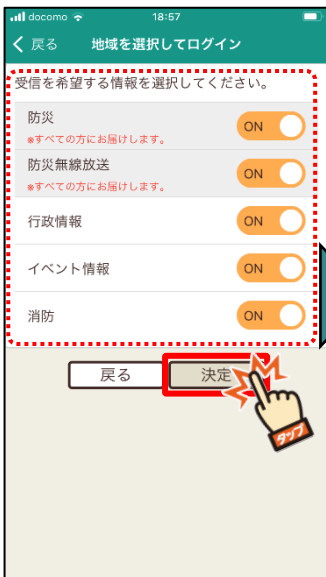 docomo 18:57
戻る 地域を選択してログイン
受信を希望する情報を選択してください。
防災 ON
※すべての方にお届けします。
防災無線放送 ON
※すべての方にお届けします。
行政情報 ON
イベント情報 ON
消防 ON
戻る 決定
タップ